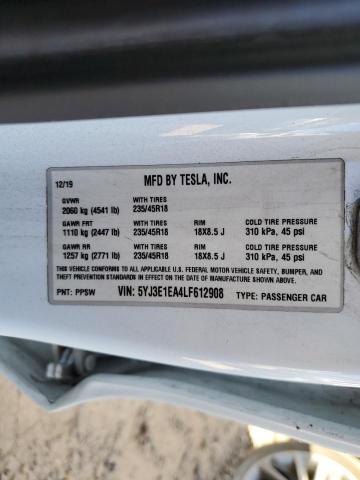 12/19 MFD BY TESLA, INC.
GVWR WITH TIRES
2060 kg (4541 lb) 235/45R18
GAWR FRT WITH TIRES RIM COLD TIRE PRESSURE
1110 kg (2447 lb) 235/45R18 18X8.5 J 310 kPa, 45 psi
GAWR RR WITH TIRES RIM COLD TIRE PRESSURE
1257 kg (2771 lb) 235/45R18 18X8.5 J 310 kPa, 45 psi
THIS VEHICLE CONFORMS TO ALL APPLICABLE U.S. FEDERAL MOTOR VEHICLE SAFETY, BUMPER, AND
THEFT PREVENTION STANDARDS IN EFFECT ON THE DATE OF MANUFACTURE SHOWN ABOVE.
PNT: PPSW VIN: 5YJ3E1EA4LF612908 TYPE: PASSENGER CAR